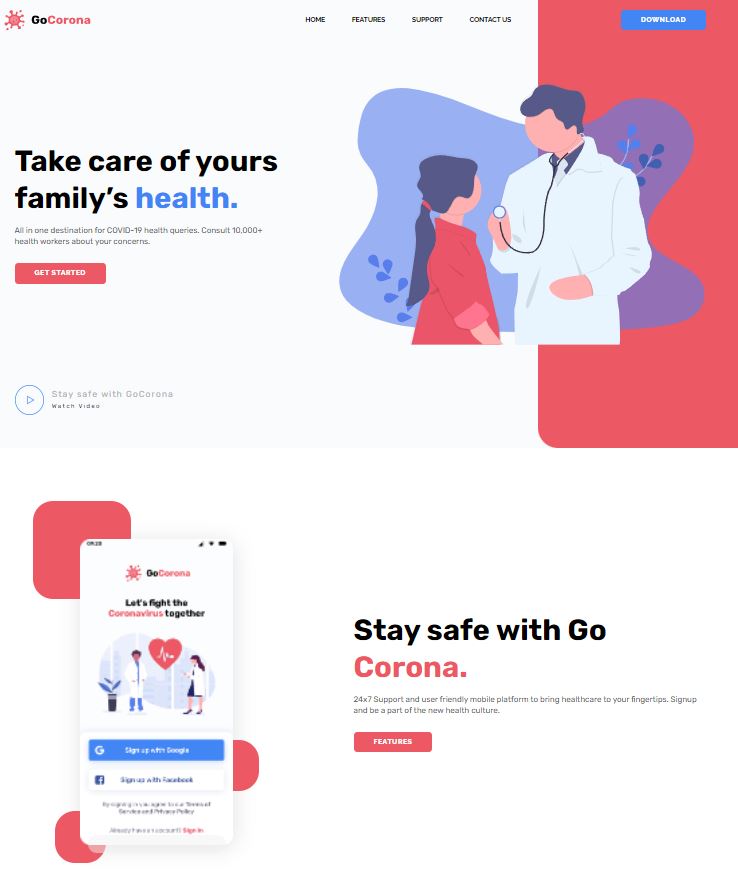 GoCorona
HOME FEATURES SUPPORT CONTACT US DOWNLOAD
Take care of yours
family's health.
All in one destination for COVID-19 health queries. Consult 10,000+
health workers about your concerns.
GET STARTED
Stay safe with GoCorona
Watch Video
09:20
GoCorona
Let's fight the
Coronavirus together
Sign up with Google
Sign up with Facebook
By signing in you agree to our Terms of
Service and Privacy Policy
Already have an account? Sign in
Stay safe with Go
Corona.
24x7 Support and user friendly mobile platform to bring healthcare to your fingertips. Signup
and be a part of the new health culture.
FEATURES